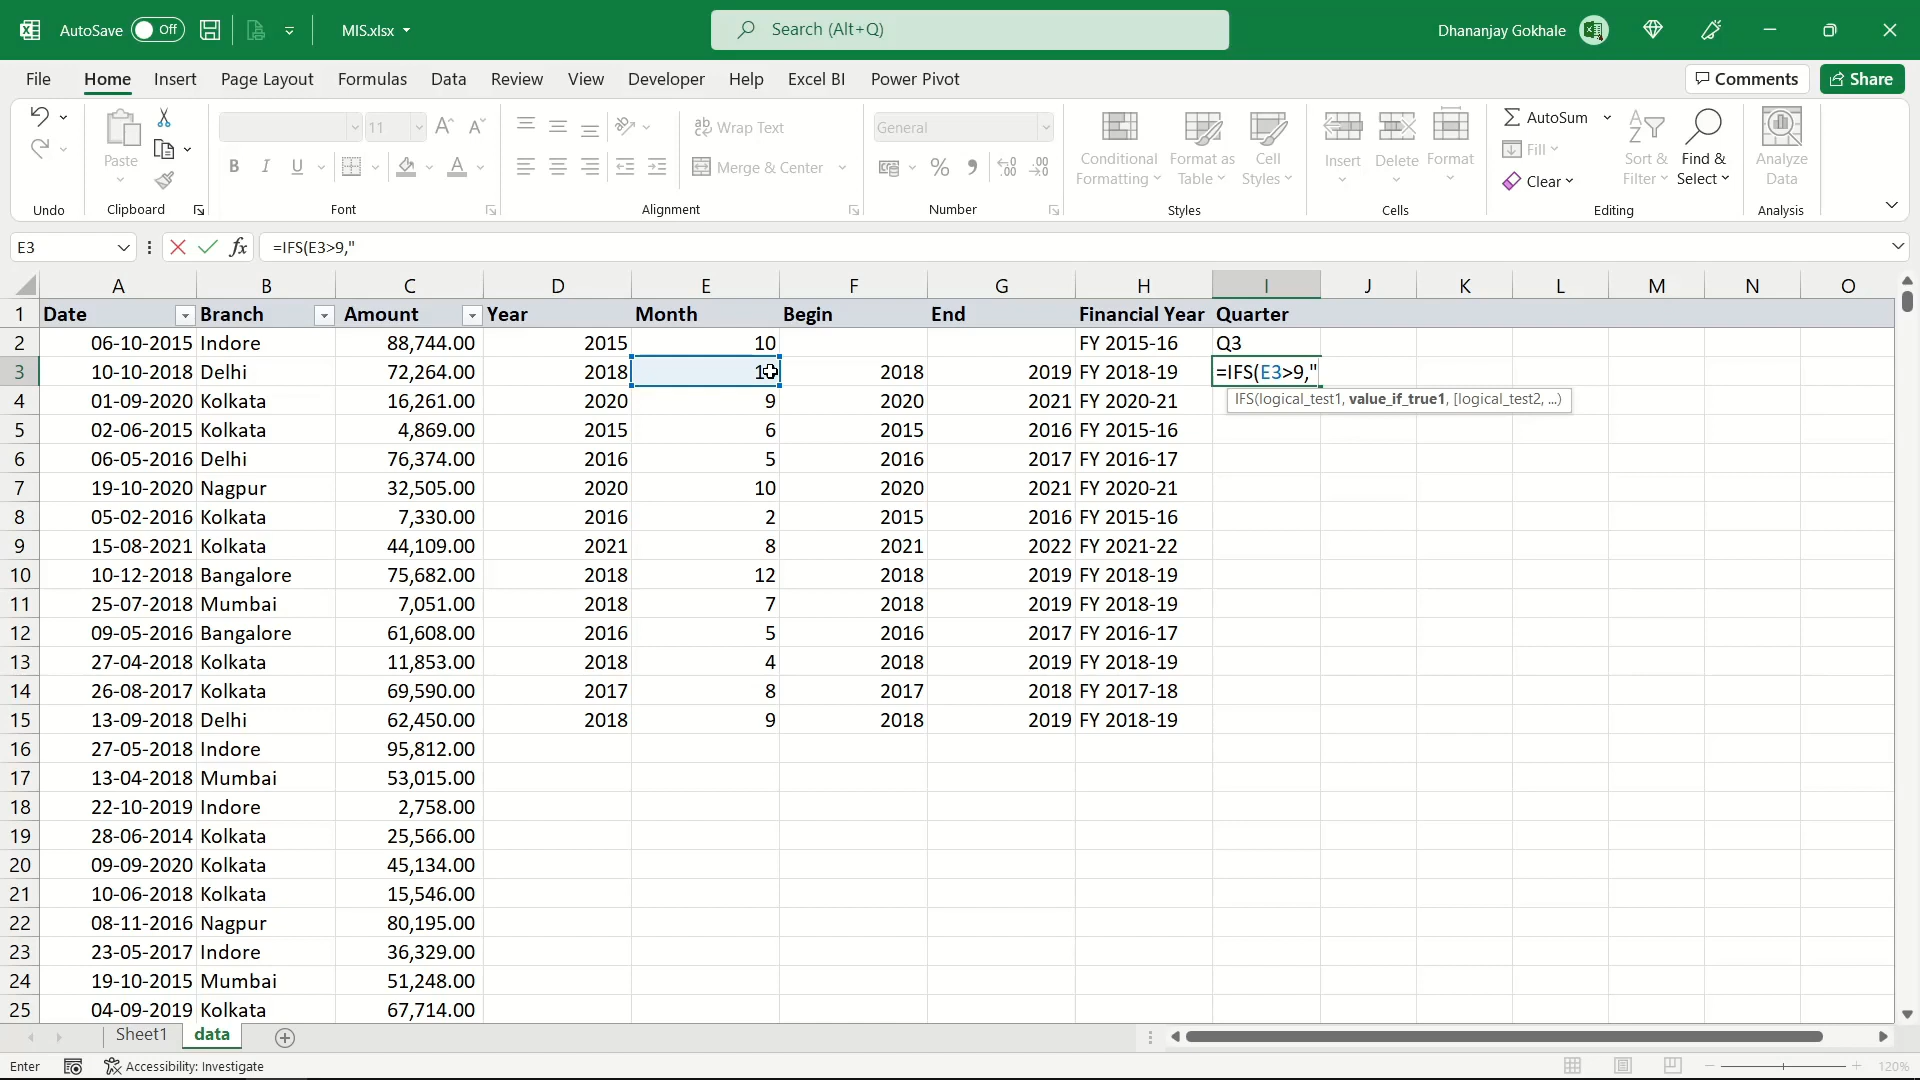 AutoSave Off MIS.xlsx Search (Alt+Q) Dhananjay Gokhale
File Home Insert Page Layout Formulas Data Review View Developer Help Excel BI Power Pivot Comments Share
Paste 11 B I U A ab Wrap Text Merge & Center General % Conditional Formatting Format as Table Cell Styles Insert Delete Format AutoSum Fill Clear Sort & Filter Find & Select Analyze Data
Undo Clipboard Font Alignment Number Styles Cells Editing Analysis
E3 fx =IFS(E3>9,"
A B C D E F G H I J K L M N O
1 Date Branch Amount Year Month Begin End Financial Year Quarter
2 06-10-2015 Indore 88,744.00 2015 10 FY 2015-16 Q3
3 10-10-2018 Delhi 72,264.00 2018 2018 2019 FY 2018-19 =IFS(E3>9,"
IFS(logical_test1, value_if_true1, [logical_test2, ...)
4 01-09-2020 Kolkata 16,261.00 2020 9 2020 2021 FY 2020-21
5 02-06-2015 Kolkata 4,869.00 2015 6 2015 2016 FY 2015-16
6 06-05-2016 Delhi 76,374.00 2016 5 2016 2017 FY 2016-17
7 19-10-2020 Nagpur 32,505.00 2020 10 2020 2021 FY 2020-21
8 05-02-2016 Kolkata 7,330.00 2016 2 2015 2016 FY 2015-16
9 15-08-2021 Kolkata 44,109.00 2021 8 2021 2022 FY 2021-22
10 10-12-2018 Bangalore 75,682.00 2018 12 2018 2019 FY 2018-19
11 25-07-2018 Mumbai 7,051.00 2018 7 2018 2019 FY 2018-19
12 09-05-2016 Bangalore 61,608.00 2016 5 2016 2017 FY 2016-17
13 27-04-2018 Kolkata 11,853.00 2018 4 2018 2019 FY 2018-19
14 26-08-2017 Kolkata 69,590.00 2017 8 2017 2018 FY 2017-18
15 13-09-2018 Delhi 62,450.00 2018 9 2018 2019 FY 2018-19
16 27-05-2018 Indore 95,812.00
17 13-04-2018 Mumbai 53,015.00
18 22-10-2019 Indore 2,758.00
19 28-06-2014 Kolkata 25,566.00
20 09-09-2020 Kolkata 45,134.00
21 10-06-2018 Kolkata 15,546.00
22 08-11-2016 Nagpur 80,195.00
23 23-05-2017 Indore 36,329.00
24 19-10-2015 Mumbai 51,248.00
25 04-09-2019 Kolkata 67,714.00
Sheet1 data
Enter Accessibility: Investigate 120%